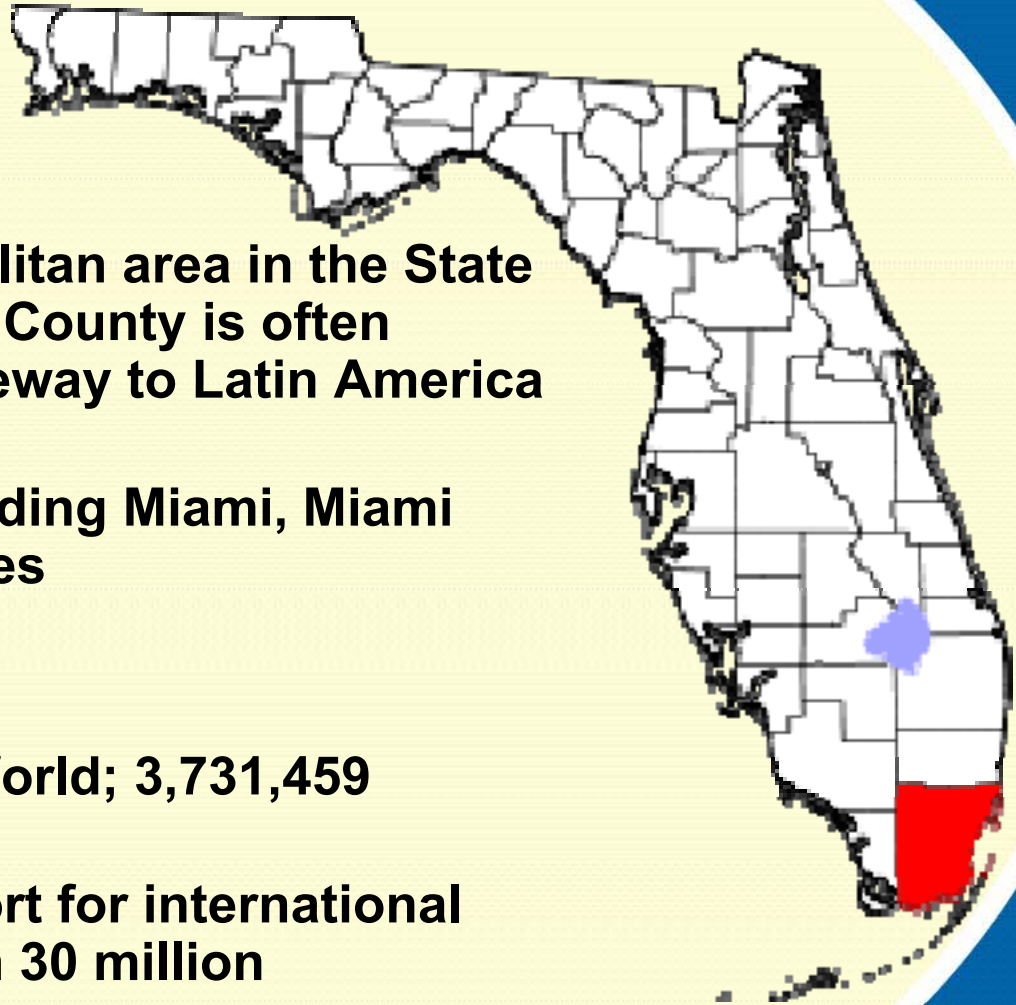 litan area in the State
County is often
eway to Latin America
ding Miami, Miami
es
orld; 3,731,459
rt for international
30 million